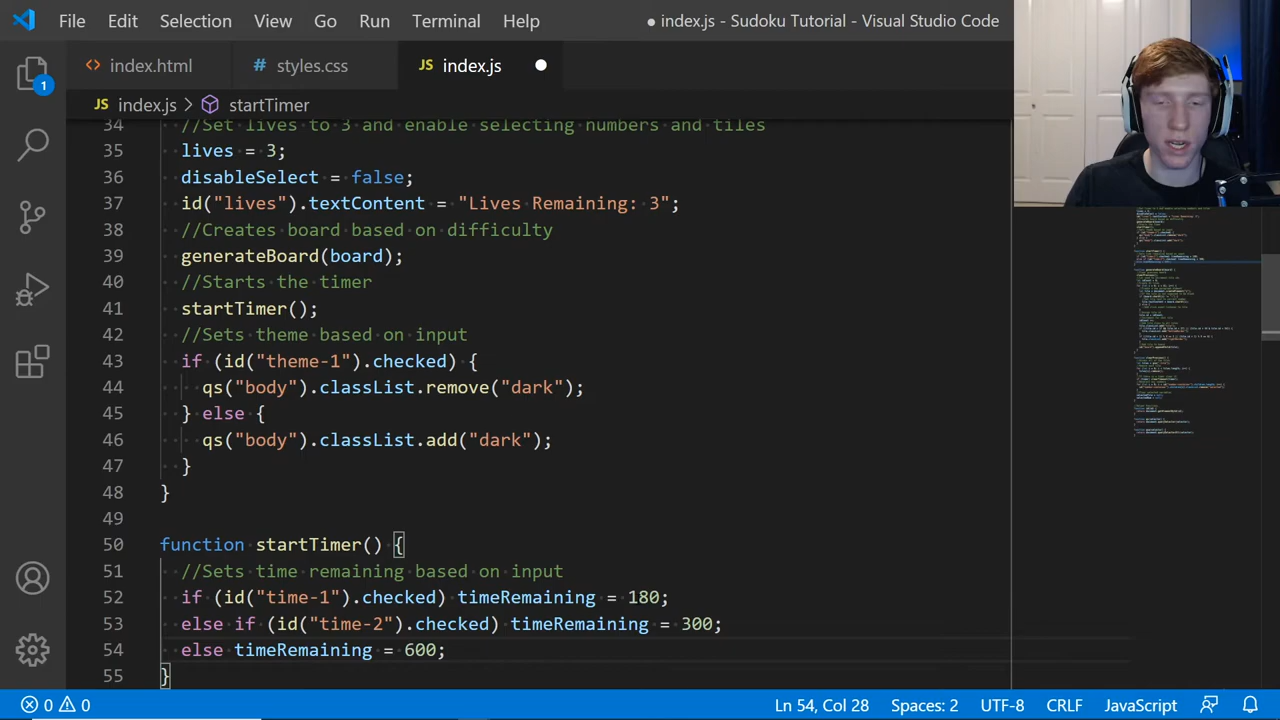 File Edit Selection View Go Run Terminal Help ● index.js - Sudoku Tutorial - Visual Studio Code
<> index.html # styles.css JS index.js ●
JS index.js > startTimer
1
34 //Set lives to 3 and enable selecting numbers and tiles
35 lives = 3;
36 disableSelect = false;
37 id("lives").textContent = "Lives Remaining: 3";
38 //Creates board based on difficulty
39 generateBoard(board);
40 //Starts the timer
41 startTimer();
42 //Sets theme based on input
43 if (id("theme-1").checked) {
44 qs("body").classList.remove("dark");
45 } else {
46 qs("body").classList.add("dark");
47 }
48 }
49
50 function startTimer() {
51 //Sets time remaining based on input
52 if (id("time-1").checked) timeRemaining = 180;
53 else if (id("time-2").checked) timeRemaining = 300;
54 else timeRemaining = 600;
55 }
0 0 Ln 54, Col 28 Spaces: 2 UTF-8 CRLF JavaScript